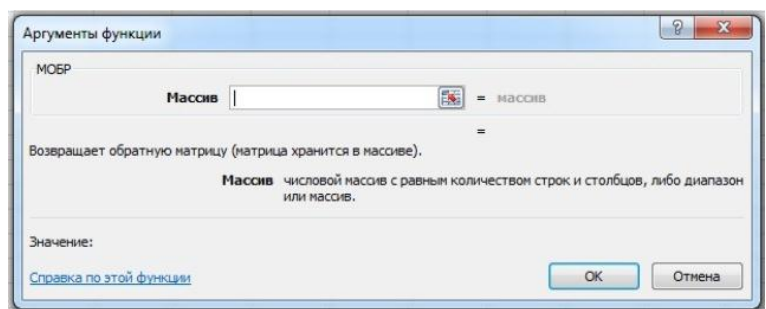 Аргументы функции
МОБР
Массив = массив
=
Возвращает обратную матрицу (матрица хранится в массиве).
Массив числовой массив с равным количеством строк и столбцов, либо диапазон
или массив.
Значение:
Справка по этой функции
ОК Отмена